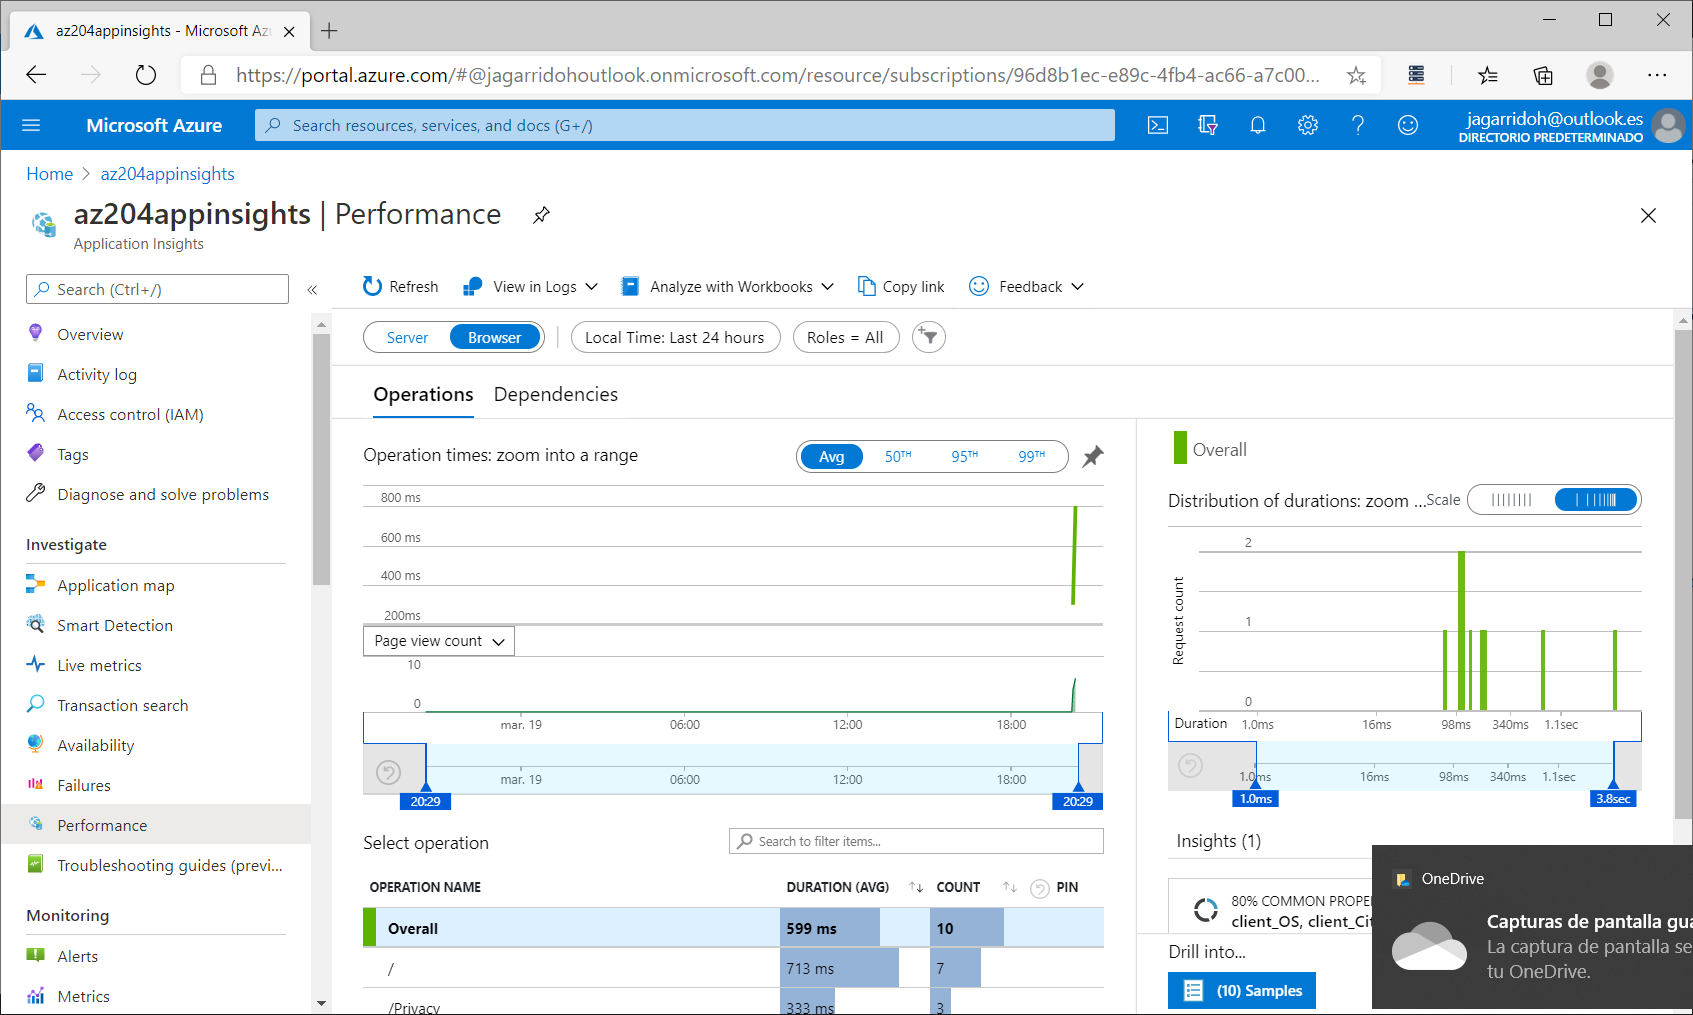 az204appinsights - Microsoft Az
https://portal.azure.com/#@jagarridohoutlook.onmicrosoft.com/resource/subscriptions/96d8b1ec-e89c-4fb4-ac66-a7c00...
Microsoft Azure
Search resources, services, and docs (G+/)
jagarridoh@outlook.es
DIRECTORIO PREDETERMINADO
Home > az204appinsights
az204appinsights | Performance
Application Insights
Search (Ctrl+/)
«
Refresh
View in Logs
Analyze with Workbooks
Copy link
Feedback
Overview
Activity log
Access control (IAM)
Tags
Diagnose and solve problems
Investigate
Application map
Smart Detection
Live metrics
Transaction search
Availability
Failures
Performance
Troubleshooting guides (previ...
Monitoring
Alerts
Metrics
Server
Browser
Local Time: Last 24 hours
Roles = All
Operations
Dependencies
Operation times: zoom into a range
Avg
50TH
95TH
99TH
800 ms
600 ms
400 ms
200ms
Page view count
10
0
mar. 19
06:00
12:00
18:00
mar. 19
06:00
12:00
18:00
20:29
20:29
Select operation
Search to filter items...
OPERATION NAME
DURATION (AVG)
COUNT
PIN
Overall
599 ms
10
/
713 ms
7
/Privacy
333 ms
3
Overall
Distribution of durations: zoom ...
Scale
Request count
2
1
0
Duration
1.0ms
16ms
98ms
340ms
1.1sec
1.0ms
16ms
98ms
340ms
1.1sec
1.0ms
3.8sec
Insights (1)
80% COMMON PROPE
client_OS, client_Cit
Drill into...
(10) Samples
OneDrive
Capturas de pantalla gua
La captura de pantalla se
tu OneDrive.